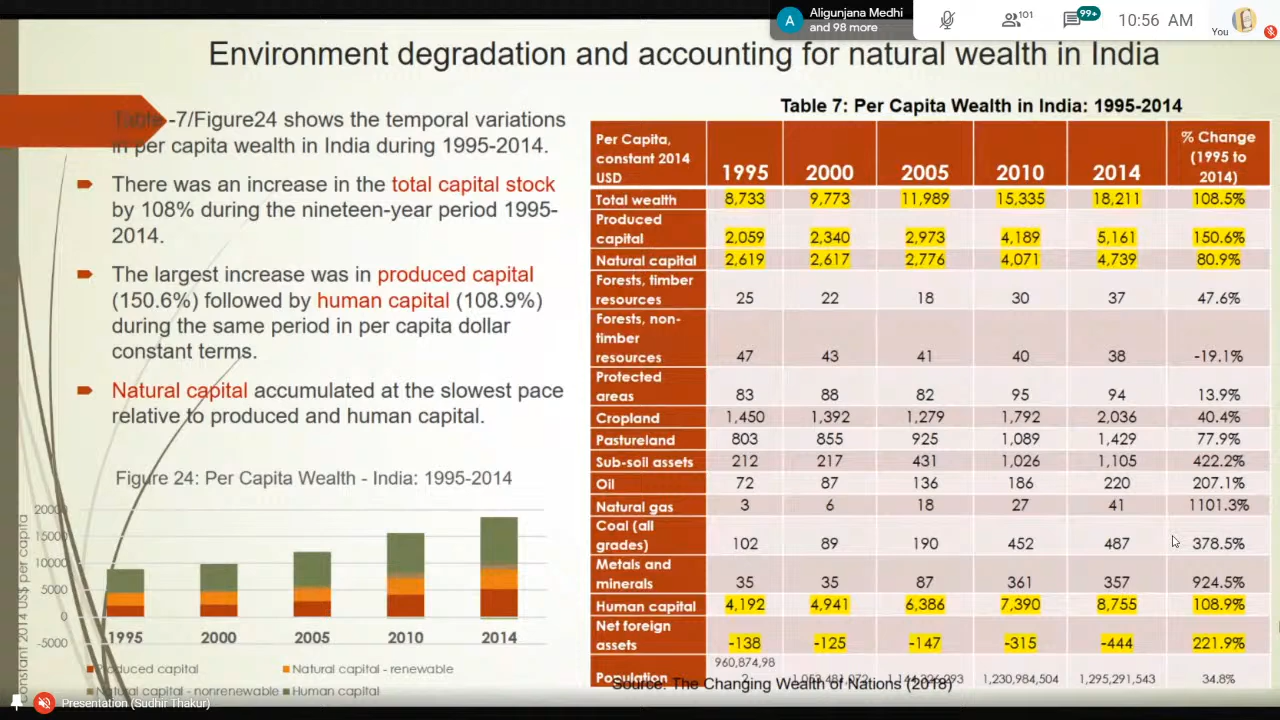 Aligunjana Medhi
A
and 98 more
101
99+
10:56 AM
You
Environment degradation and accounting for natural wealth in India
Table -7/Figure24 shows the temporal variations
in per capita wealth in India during 1995-2014.
There was an increase in the total capital stock
by 108% during the nineteen-year period 1995-
2014.
The largest increase was in produced capital
(150.6%) followed by human capital (108.9%)
during the same period in per capita dollar
constant terms.
Natural capital accumulated at the slowest pace
relative to produced and human capital.
Figure 24: Per Capita Wealth - India: 1995-2014
constant 2014 US$ per capita
20000
15000
10000
5000
0
-5000
1995 2000 2005 2010 2014
Produced capital Natural capital - renewable
Natural capital - nonrenewable Human capital
Table 7: Per Capita Wealth in India: 1995-2014
Per Capita, constant 2014 USD 1995 2000 2005 2010 2014 % Change (1995 to 2014)
Total wealth 8,733 9,773 11,989 15,335 18,211 108.5%
Produced capital 2,059 2,340 2,973 4,189 5,161 150.6%
Natural capital 2,619 2,617 2,776 4,071 4,739 80.9%
Forests, timber resources 25 22 18 30 37 47.6%
Forests, non-timber resources 47 43 41 40 38 -19.1%
Protected areas 83 88 82 95 94 13.9%
Cropland 1,450 1,392 1,279 1,792 2,036 40.4%
Pastureland 803 855 925 1,089 1,429 77.9%
Sub-soil assets 212 217 431 1,026 1,105 422.2%
Oil 72 87 136 186 220 207.1%
Natural gas 3 6 18 27 41 1101.3%
Coal (all grades) 102 89 190 452 487 378.5%
Metals and minerals 35 35 87 361 357 924.5%
Human capital 4,192 4,941 6,386 7,390 8,755 108.9%
Net foreign assets -138 -125 -147 -315 -444 221.9%
Population 960,874,98 1,230,984,504 1,295,291,543 34.8%
Source: The Changing Wealth of Nations (2018)
Presentation (Sudhir Thakur)